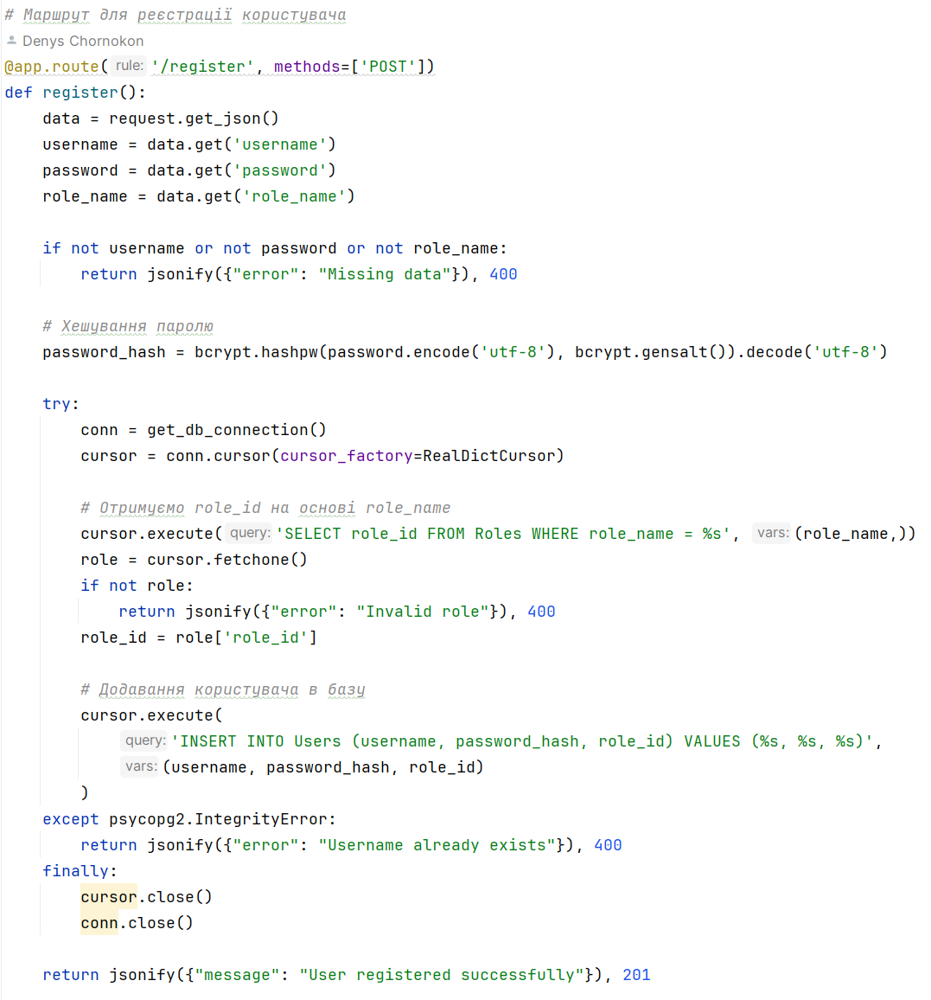 # Маршрут для реєстрації користувача
Denys Chornokon
@app.route( rule: '/register', methods=['POST'])
def register():
    data = request.get_json()
    username = data.get('username')
    password = data.get('password')
    role_name = data.get('role_name')

    if not username or not password or not role_name:
        return jsonify({"error": "Missing data"}), 400

    # Хешування паролю
    password_hash = bcrypt.hashpw(password.encode('utf-8'), bcrypt.gensalt()).decode('utf-8')

    try:
        conn = get_db_connection()
        cursor = conn.cursor(cursor_factory=RealDictCursor)

        # Отримуємо role_id на основі role_name
        cursor.execute( query: 'SELECT role_id FROM Roles WHERE role_name = %s', vars: (role_name,))
        role = cursor.fetchone()
        if not role:
            return jsonify({"error": "Invalid role"}), 400
        role_id = role['role_id']

        # Додавання користувача в базу
        cursor.execute(
            query: 'INSERT INTO Users (username, password_hash, role_id) VALUES (%s, %s, %s)',
            vars: (username, password_hash, role_id)
        )
    except psycopg2.IntegrityError:
        return jsonify({"error": "Username already exists"}), 400
    finally:
        cursor.close()
        conn.close()

    return jsonify({"message": "User registered successfully"}), 201